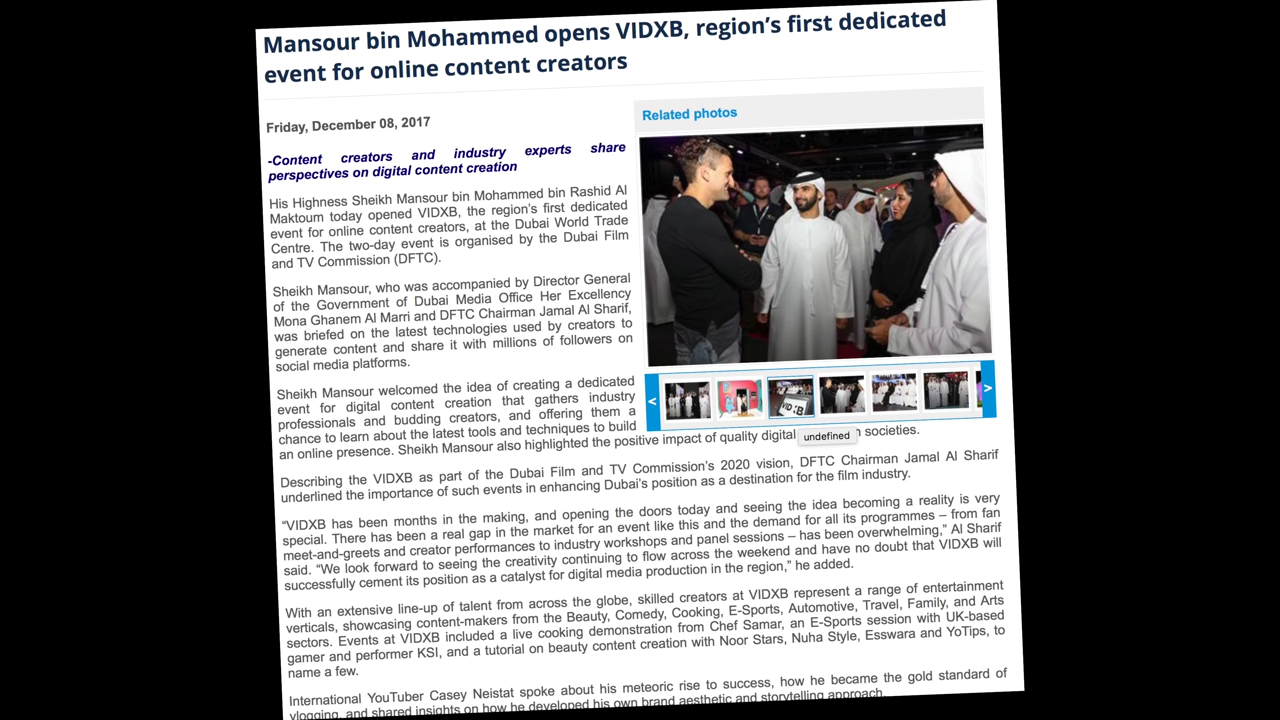 Mansour bin Mohammed opens VIDXB, region's first dedicated
event for online content creators
Friday, December 08, 2017
-Content creators and industry experts share
perspectives on digital content creation
His Highness Sheikh Mansour bin Mohammed bin Rashid Al
Maktoum today opened VIDXB, the region's first dedicated
event for online content creators, at the Dubai World Trade
Centre. The two-day event is organised by the Dubai Film
and TV Commission (DFTC).
Sheikh Mansour, who was accompanied by Director General
of the Government of Dubai Media Office Her Excellency
Mona Ghanem Al Marri and DFTC Chairman Jamal Al Sharif,
was briefed on the latest technologies used by creators to
generate content and share it with millions of followers on
social media platforms.
Sheikh Mansour welcomed the idea of creating a dedicated
event for digital content creation that gathers industry
professionals and budding creators, and offering them a
chance to learn about the latest tools and techniques to build
an online presence. Sheikh Mansour also highlighted the positive impact of quality digital societies.
Related photos
<
VIDXB
>
undefined
Describing the VIDXB as part of the Dubai Film and TV Commission's 2020 vision, DFTC Chairman Jamal Al Sharif
underlined the importance of such events in enhancing Dubai's position as a destination for the film industry.
“VIDXB has been months in the making, and opening the doors today and seeing the idea becoming a reality is very
special. There has been a real gap in the market for an event like this and the demand for all its programmes – from fan
meet-and-greets and creator performances to industry workshops and panel sessions – has been overwhelming,” Al Sharif
said. “We look forward to seeing the creativity continuing to flow across the weekend and have no doubt that VIDXB will
successfully cement its position as a catalyst for digital media production in the region,” he added.
With an extensive line-up of talent from across the globe, skilled creators at VIDXB represent a range of entertainment
verticals, showcasing content-makers from the Beauty, Comedy, Cooking, E-Sports, Automotive, Travel, Family, and Arts
sectors. Events at VIDXB included a live cooking demonstration from Chef Samar, an E-Sports session with UK-based
gamer and performer KSI, and a tutorial on beauty content creation with Noor Stars, Nuha Style, Esswara and YoTips, to
name a few.
International YouTuber Casey Neistat spoke about his meteoric rise to success, how he became the gold standard of
vlogging, and shared insights on how he developed his own brand aesthetic and storytelling approach.